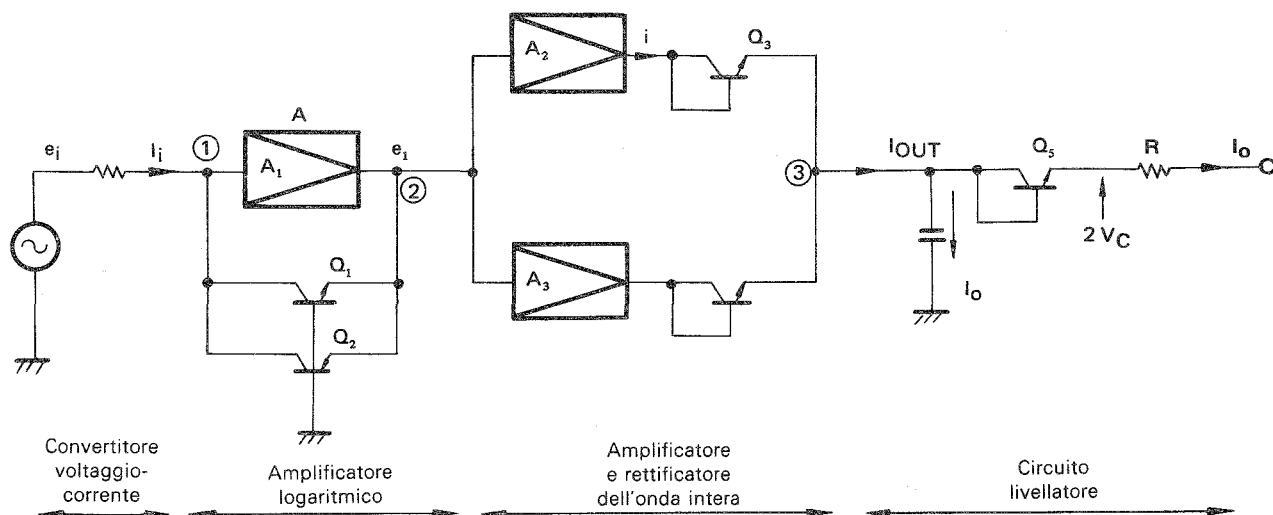 A₂
i
Q₃
A
eᵢ
Iᵢ
①
A₁
e₁
②
③
IOUT
Q₅
R
Iₒ
2 V_C
Q₁
A₃
Iₒ
Q₂
Convertitore
voltaggio-
corrente
Amplificatore
logaritmico
Amplificatore
e rettificatore
dell'onda intera
Circuito
livellatore